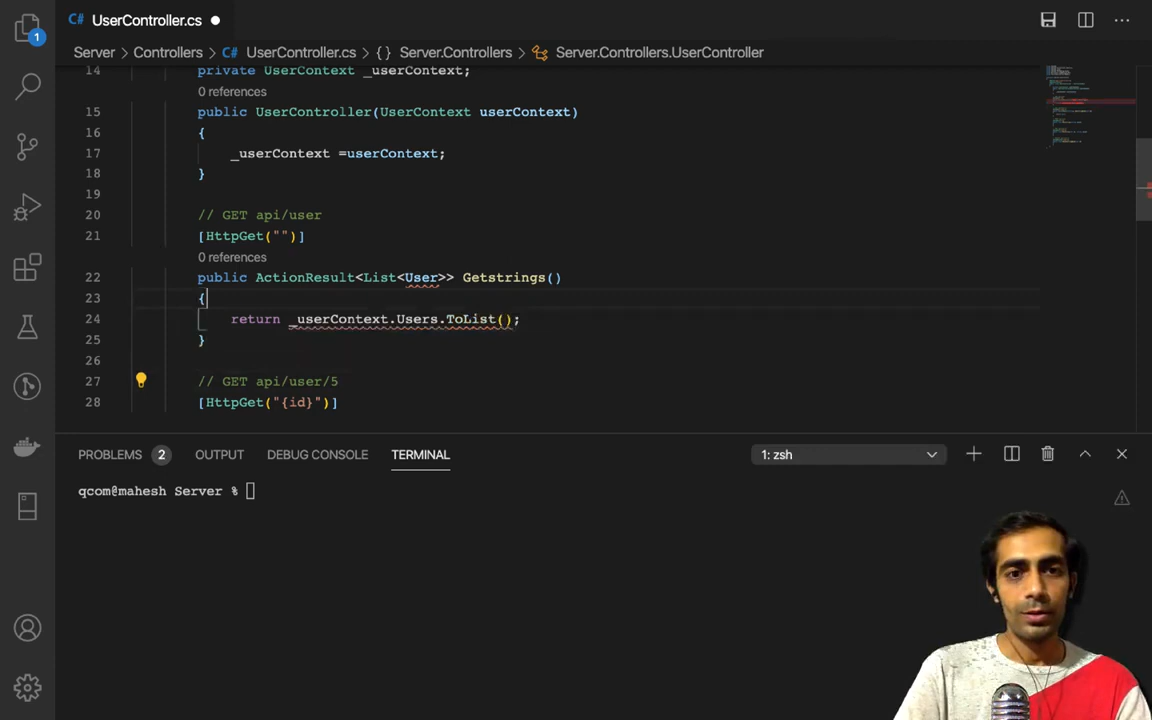 1
C# UserController.cs ●
Server > Controllers > C# UserController.cs > {} Server.Controllers > Server.Controllers.UserController
14 private UserContext _userContext;
0 references
15 public UserController(UserContext userContext)
16 {
17 _userContext =userContext;
18 }
19
20 // GET api/user
21 [HttpGet("")]
0 references
22 public ActionResult<List<User>> Getstrings()
23 {
24 return _userContext.Users.ToList();
25 }
26
27 // GET api/user/5
28 [HttpGet("{id}")]
PROBLEMS 2 OUTPUT DEBUG CONSOLE TERMINAL 1: zsh
qcom@mahesh Server %